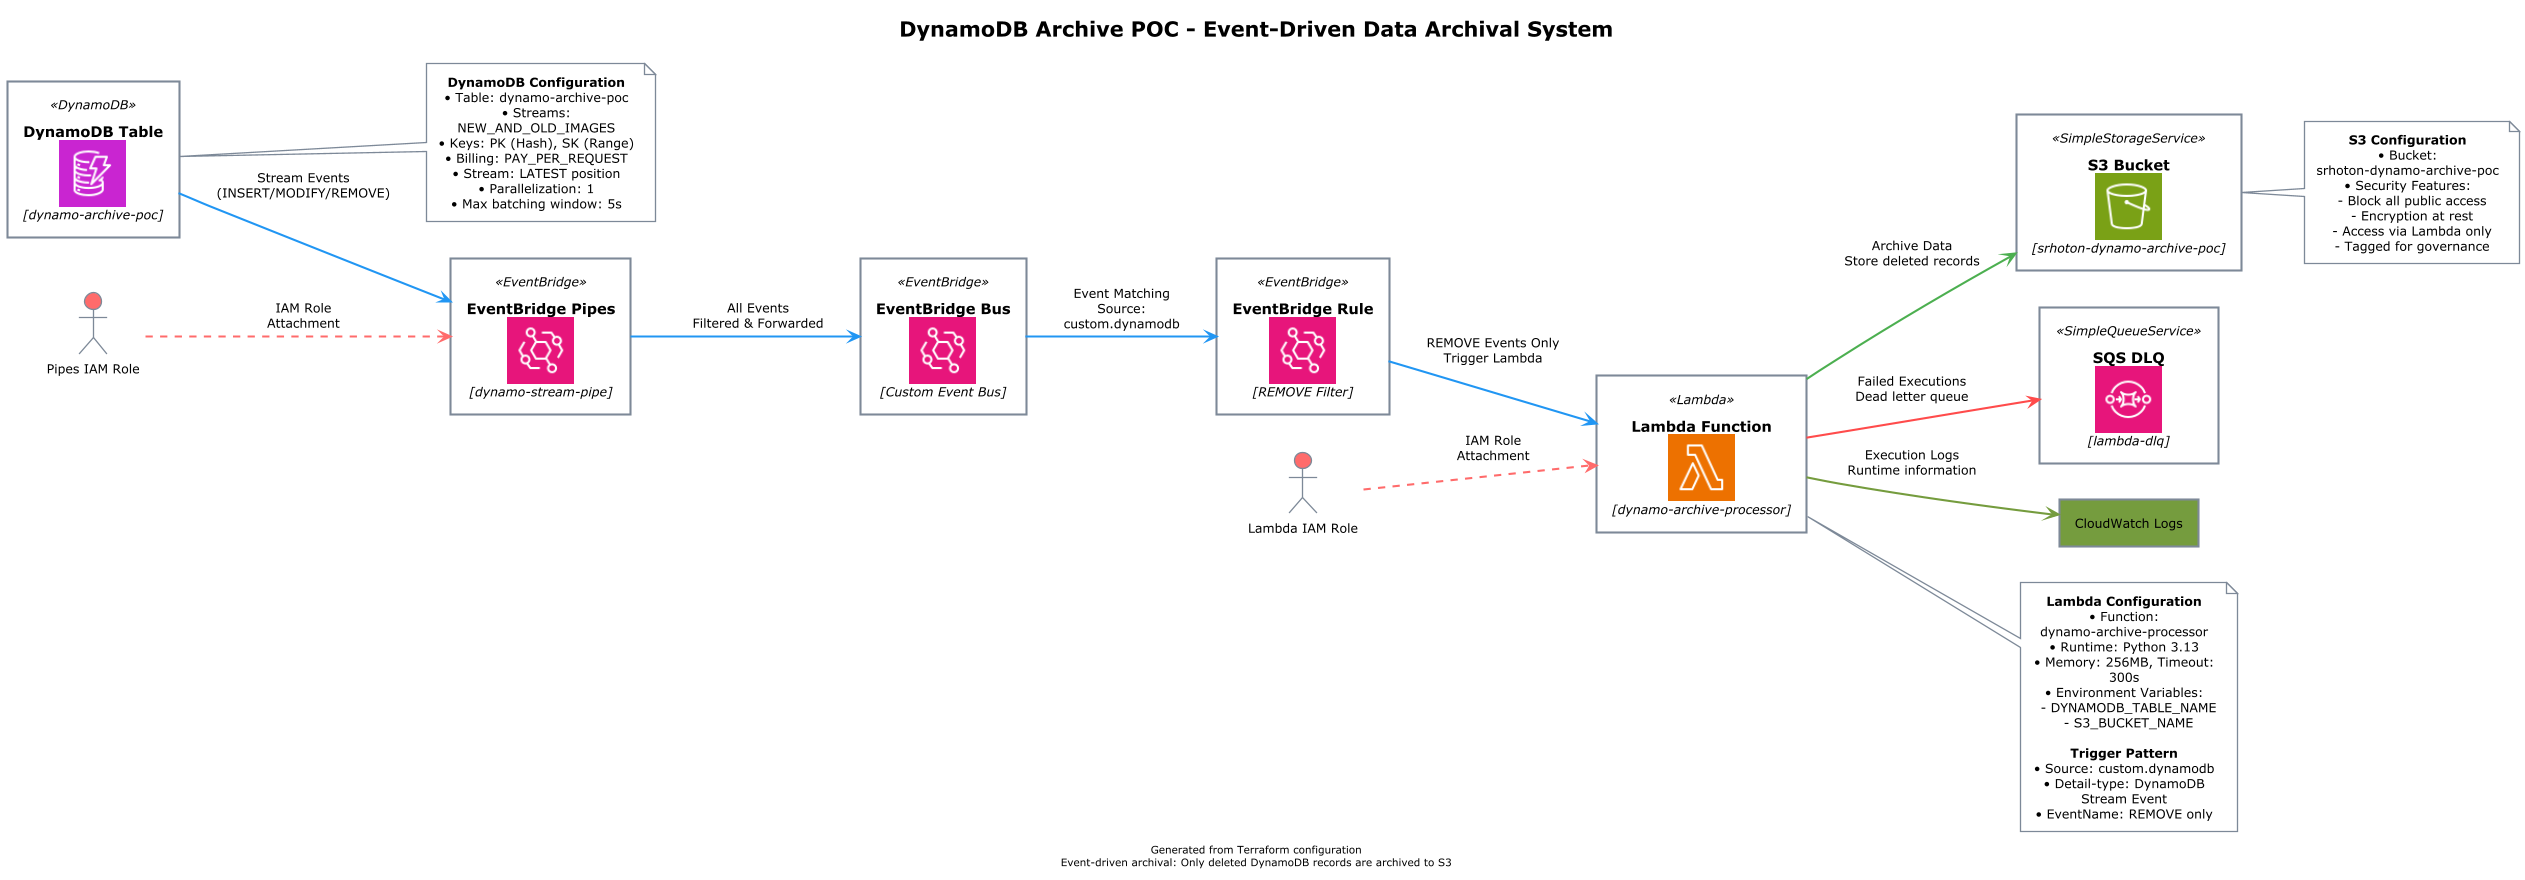 DynamoDB Archive POC - Event-Driven Data Archival System
«DynamoDB»
DynamoDB Table
[dynamo-archive-poc]
DynamoDB Configuration
• Table: dynamo-archive-poc
• Streams:
NEW_AND_OLD_IMAGES
• Keys: PK (Hash), SK (Range)
• Billing: PAY_PER_REQUEST
• Stream: LATEST position
• Parallelization: 1
• Max batching window: 5s
Stream Events
(INSERT/MODIFY/REMOVE)
Pipes IAM Role
IAM Role
Attachment
«EventBridge»
EventBridge Pipes
[dynamo-stream-pipe]
All Events
Filtered & Forwarded
«EventBridge»
EventBridge Bus
[Custom Event Bus]
Event Matching
Source:
custom.dynamodb
«EventBridge»
EventBridge Rule
[REMOVE Filter]
REMOVE Events Only
Trigger Lambda
Lambda IAM Role
IAM Role
Attachment
«Lambda»
Lambda Function
[dynamo-archive-processor]
Archive Data
Store deleted records
Failed Executions
Dead letter queue
Execution Logs
Runtime information
«SimpleStorageService»
S3 Bucket
[srhoton-dynamo-archive-poc]
S3 Configuration
• Bucket:
srhoton-dynamo-archive-poc
• Security Features:
- Block all public access
- Encryption at rest
- Access via Lambda only
- Tagged for governance
«SimpleQueueService»
SQS DLQ
[lambda-dlq]
CloudWatch Logs
Lambda Configuration
• Function:
dynamo-archive-processor
• Runtime: Python 3.13
• Memory: 256MB, Timeout:
300s
• Environment Variables:
- DYNAMODB_TABLE_NAME
- S3_BUCKET_NAME
Trigger Pattern
• Source: custom.dynamodb
• Detail-type: DynamoDB
Stream Event
• EventName: REMOVE only
Generated from Terraform configuration
Event-driven archival: Only deleted DynamoDB records are archived to S3